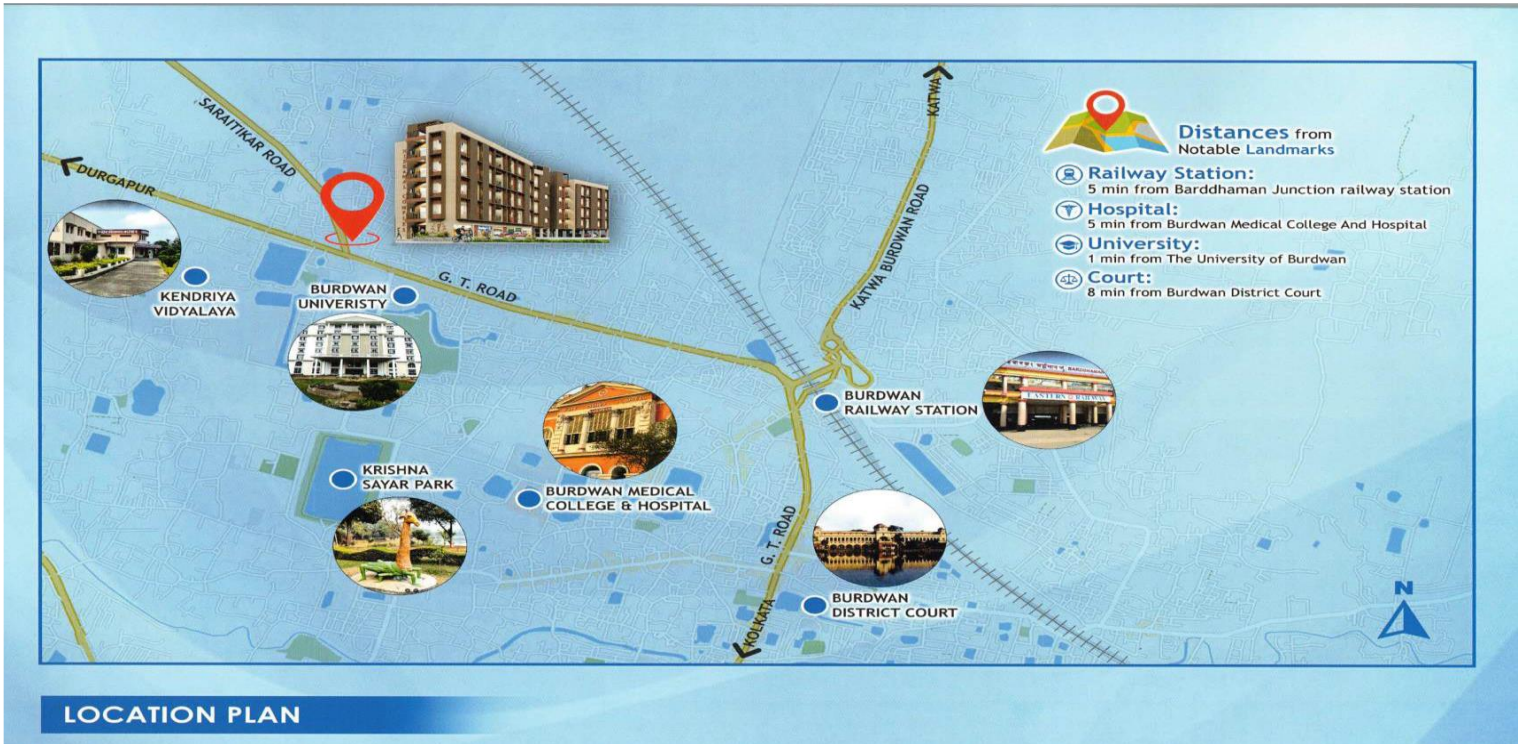 SARAITIKAR ROAD
DURGAPUR
KENDRIYA
VIDYALAYA
BURDWAN
UNIVERISTY
G. T. ROAD
KATWA
KATWA BURDWAN ROAD
Distances from
Notable Landmarks
Railway Station:
5 min from Barddhaman Junction railway station
Hospital:
5 min from Burdwan Medical College And Hospital
University:
1 min from The University of Burdwan
Court:
8 min from Burdwan District Court
BURDWAN
RAILWAY STATION
EASTERN RAILWAY
KRISHNA
SAYAR PARK
BURDWAN MEDICAL
COLLEGE & HOSPITAL
G. T. ROAD
KOLKATA
BURDWAN
DISTRICT COURT
N
LOCATION PLAN